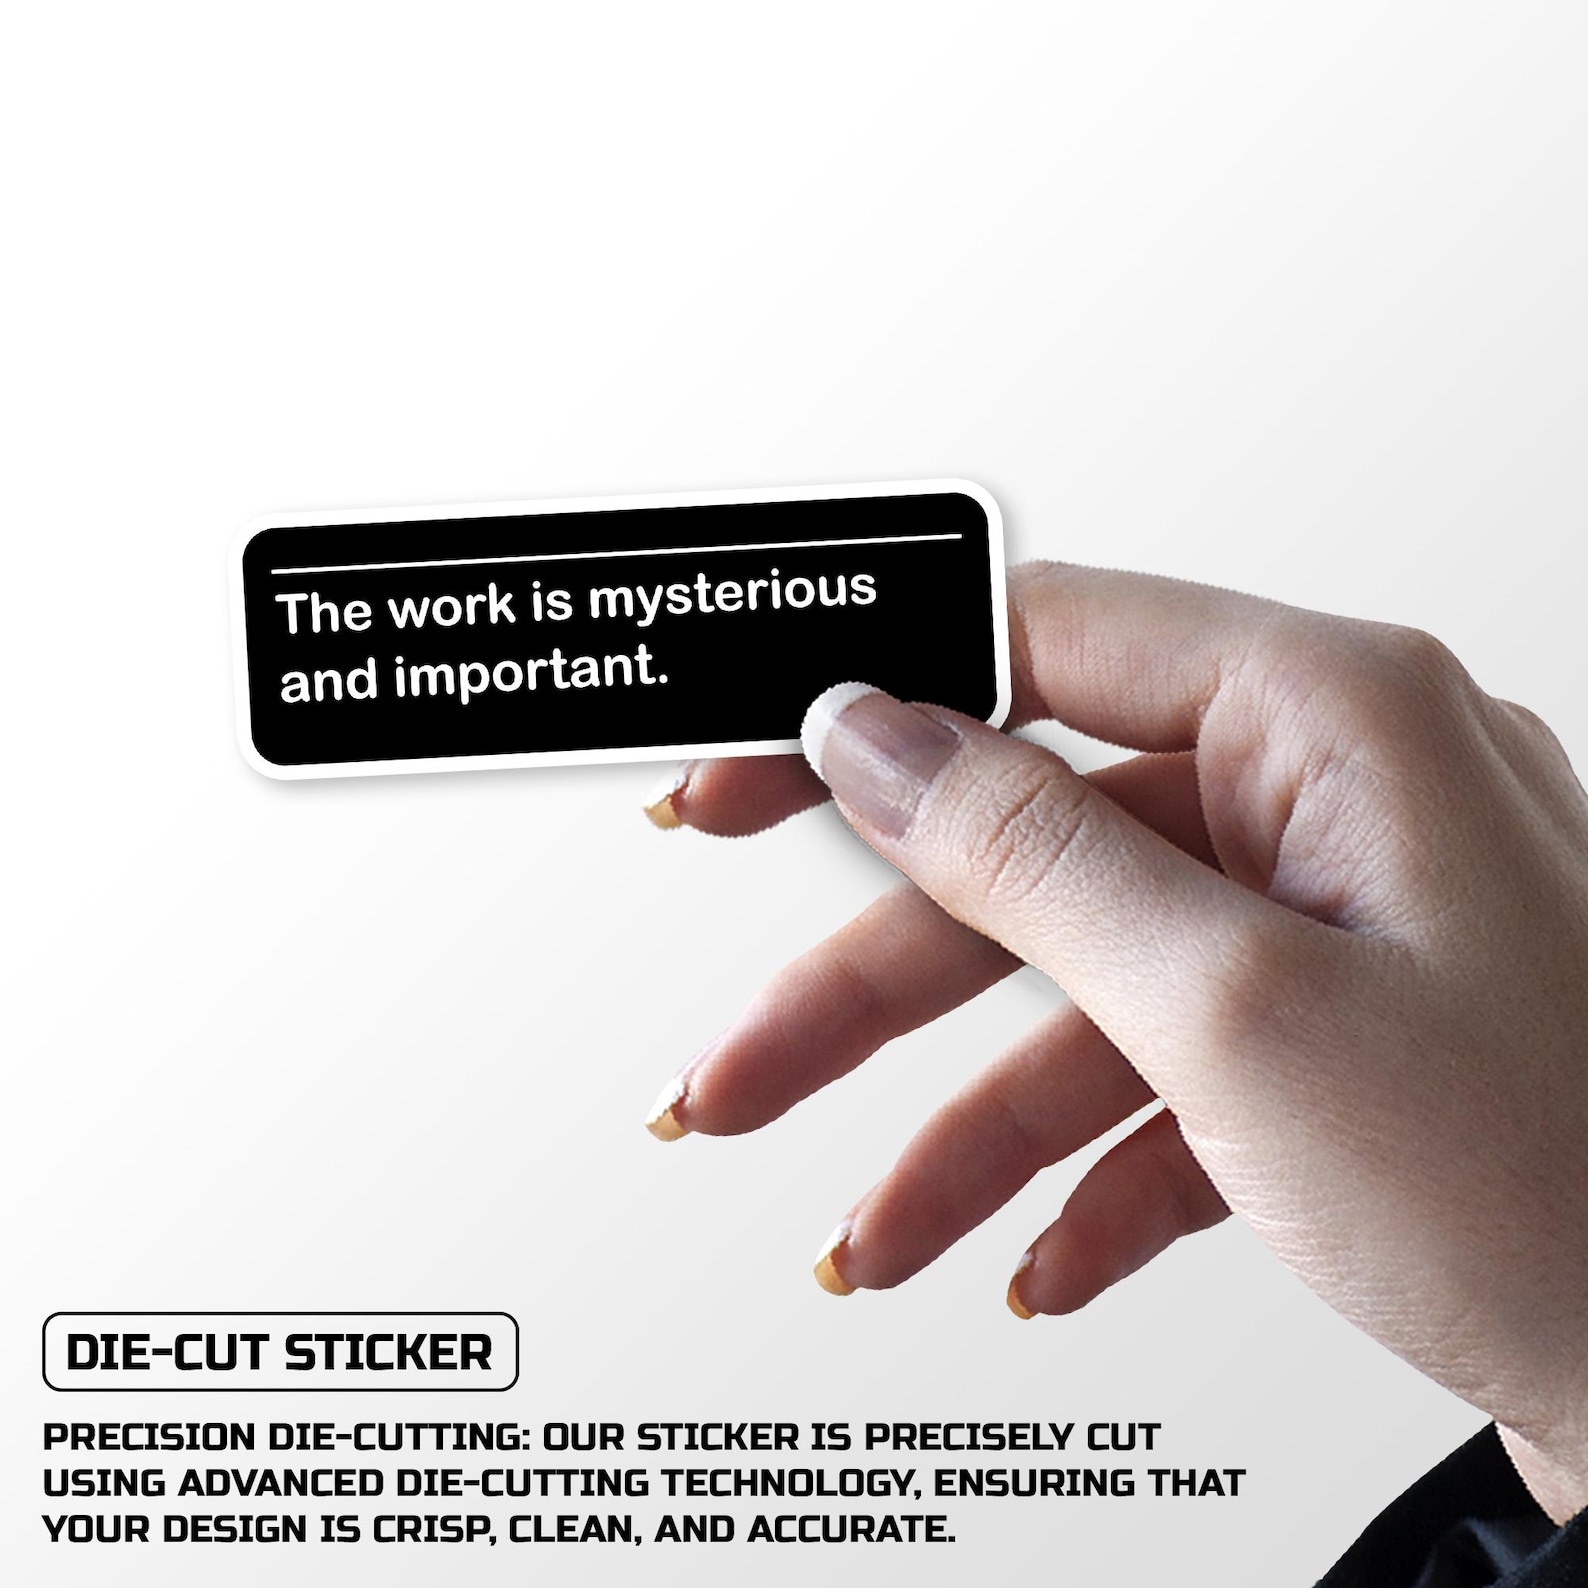 The work is mysterious
and important.
DIE-CUT STICKER
PRECISION DIE-CUTTING: OUR STICKER IS PRECISELY CUT
USING ADVANCED DIE-CUTTING TECHNOLOGY, ENSURING THAT
YOUR DESIGN IS CRISP, CLEAN, AND ACCURATE.